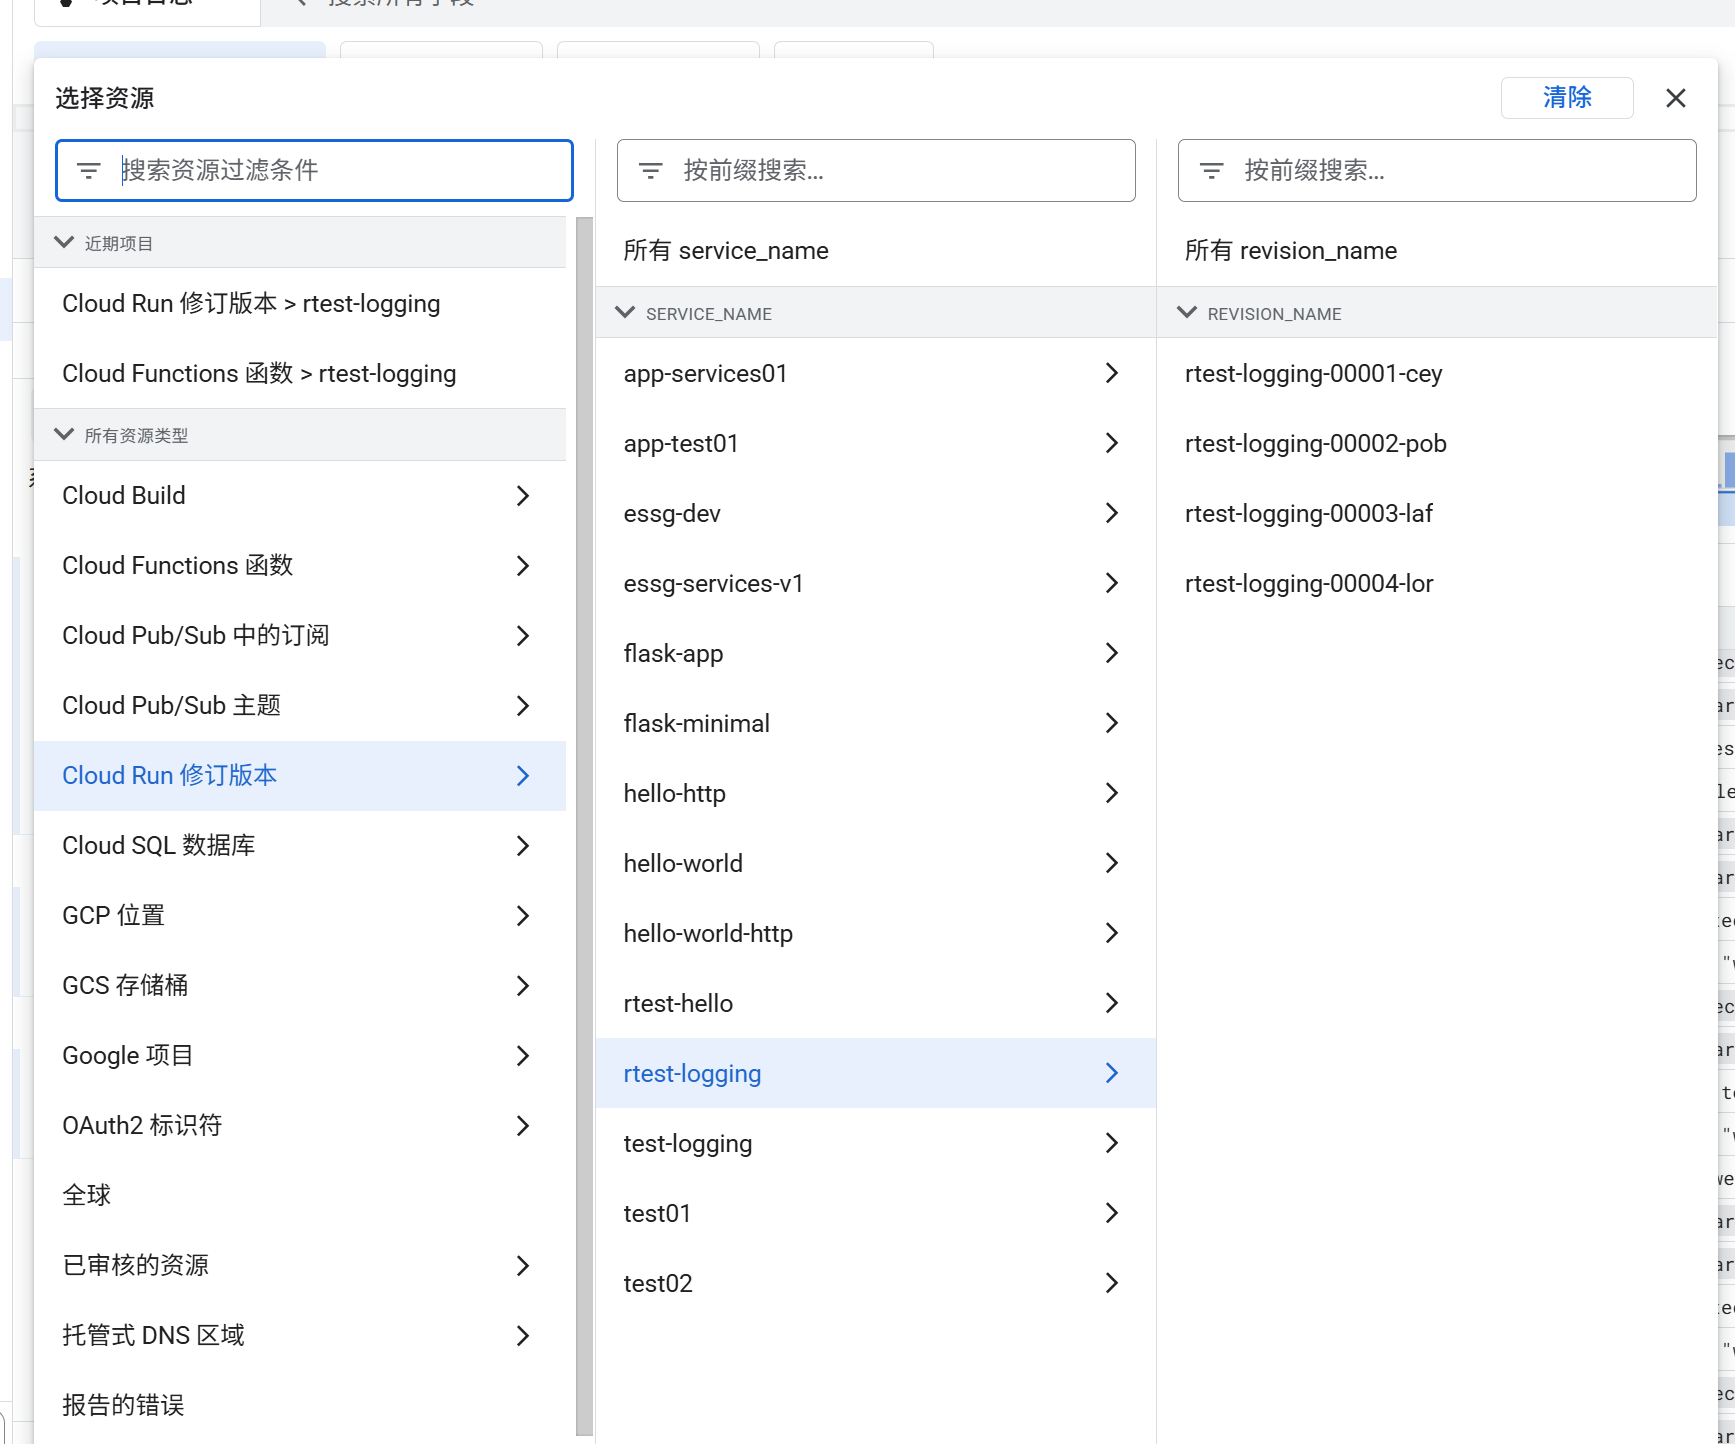 选择资源
清除
搜索资源过滤条件
近期项目
Cloud Run 修订版本 > rtest-logging
Cloud Functions 函数 > rtest-logging
所有资源类型
Cloud Build
Cloud Functions 函数
Cloud Pub/Sub 中的订阅
Cloud Pub/Sub 主题
Cloud Run 修订版本
Cloud SQL 数据库
GCP 位置
GCS 存储桶
Google 项目
OAuth2 标识符
全球
已审核的资源
托管式 DNS 区域
报告的错误
按前缀搜索...
所有 service_name
SERVICE_NAME
app-services01
app-test01
essg-dev
essg-services-v1
flask-app
flask-minimal
hello-http
hello-world
hello-world-http
rtest-hello
rtest-logging
test-logging
test01
test02
按前缀搜索...
所有 revision_name
REVISION_NAME
rtest-logging-00001-cey
rtest-logging-00002-pob
rtest-logging-00003-laf
rtest-logging-00004-lor